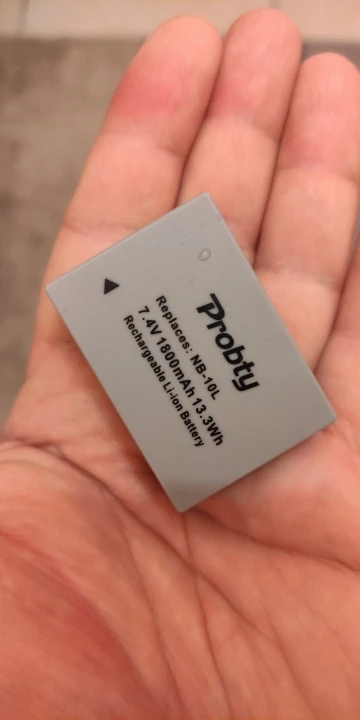 Probty
Replaces: NB-10L
7.4V 1800mAh 13.3Wh
Rechargeable Li-ion Battery